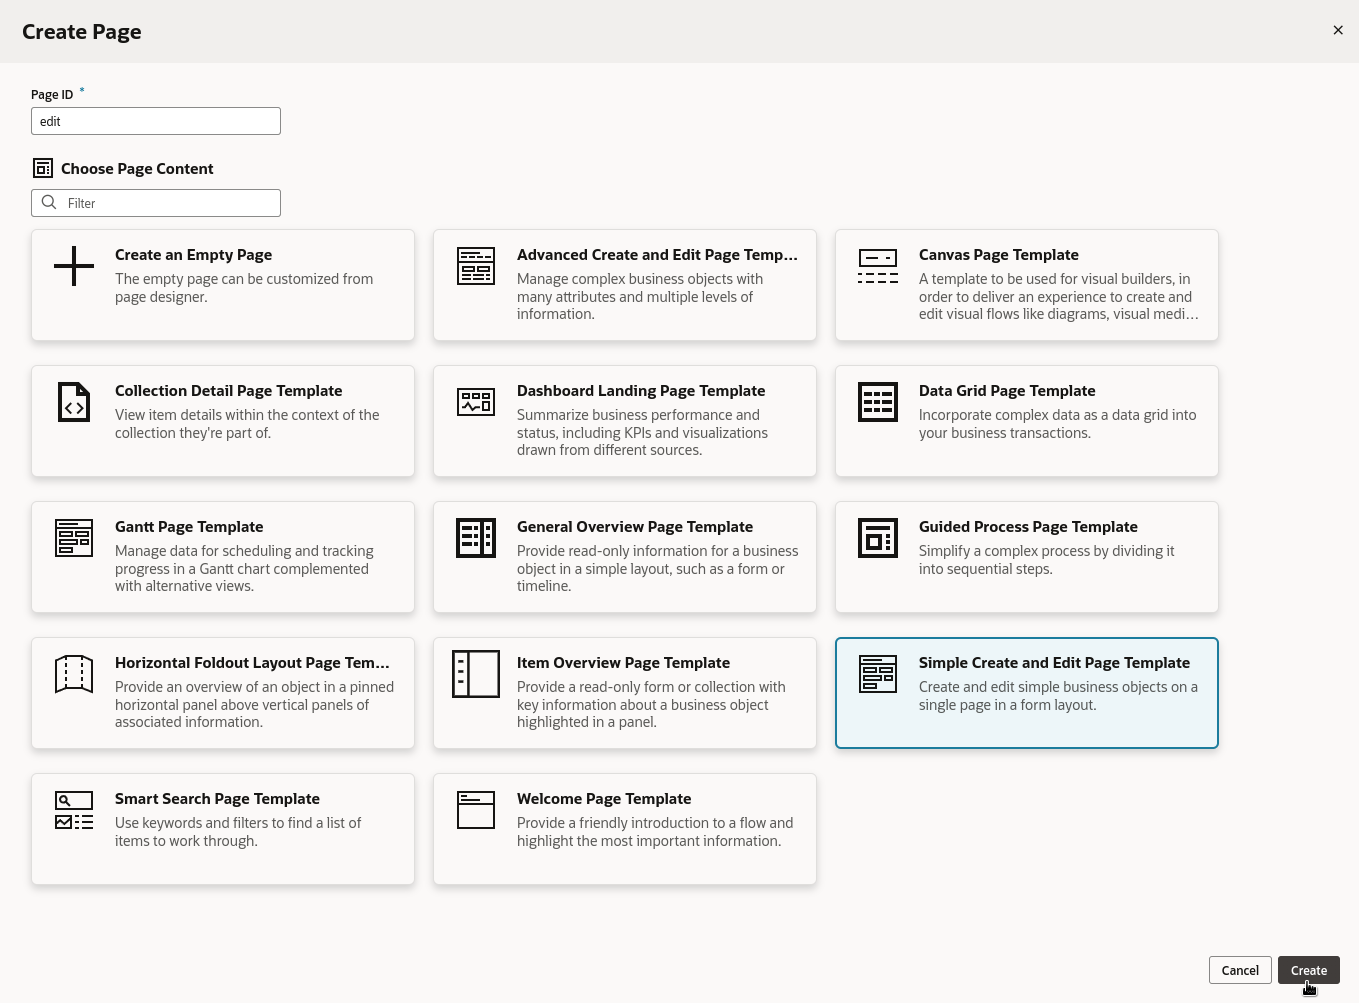 Create Page
Page ID *
edit
Choose Page Content
Filter
Create an Empty Page
The empty page can be customized from
page designer.
Advanced Create and Edit Page Temp...
Manage complex business objects with
many attributes and multiple levels of
information.
Canvas Page Template
A template to be used for visual builders, in
order to deliver an experience to create and
edit visual flows like diagrams, visual medi...
Collection Detail Page Template
View item details within the context of the
collection they're part of.
Dashboard Landing Page Template
Summarize business performance and
status, including KPIs and visualizations
drawn from different sources.
Data Grid Page Template
Incorporate complex data as a data grid into
your business transactions.
Gantt Page Template
Manage data for scheduling and tracking
progress in a Gantt chart complemented
with alternative views.
General Overview Page Template
Provide read-only information for a business
object in a simple layout, such as a form or
timeline.
Guided Process Page Template
Simplify a complex process by dividing it
into sequential steps.
Horizontal Foldout Layout Page Tem...
Provide an overview of an object in a pinned
horizontal panel above vertical panels of
associated information.
Item Overview Page Template
Provide a read-only form or collection with
key information about a business object
highlighted in a panel.
Simple Create and Edit Page Template
Create and edit simple business objects on a
single page in a form layout.
Smart Search Page Template
Use keywords and filters to find a list of
items to work through.
Welcome Page Template
Provide a friendly introduction to a flow and
highlight the most important information.
Cancel
Create